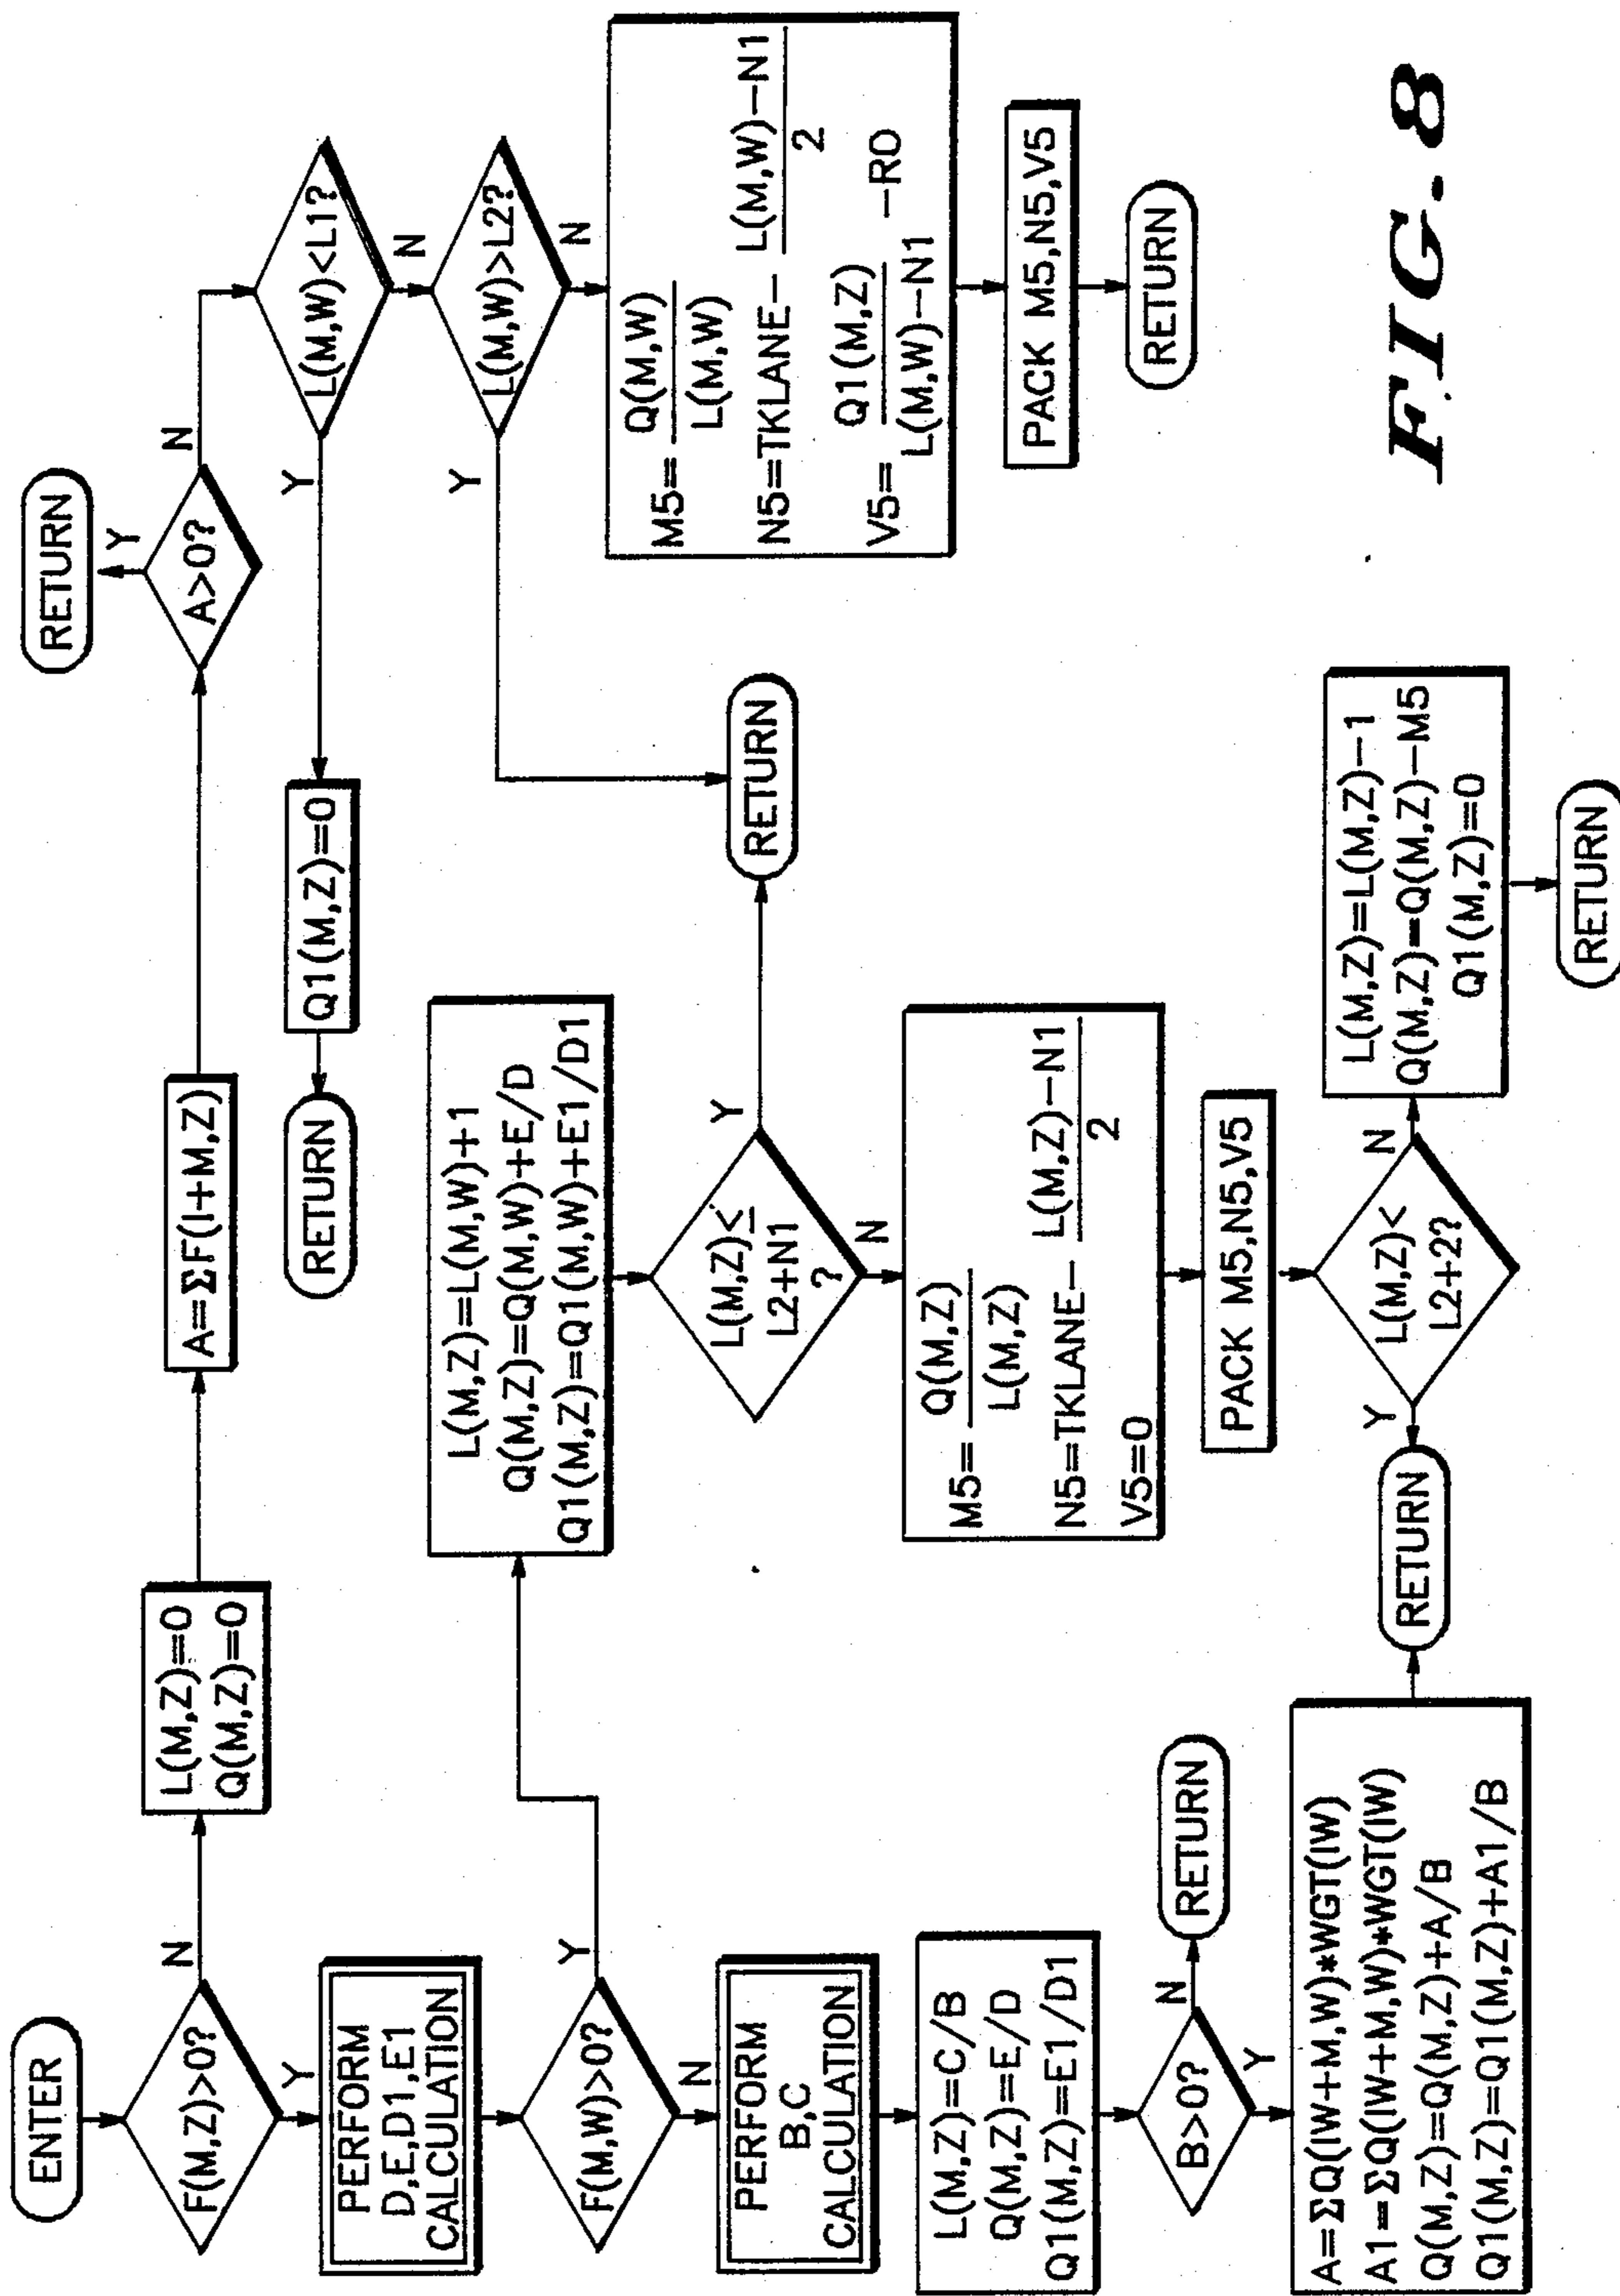 ENTER
F(M,Z)>0?
N
Y
L(M,Z)=0
Q(M,Z)=0
A=ΣF(I+M,Z)
A>0?
Y
RETURN
N
L(M,W)<L1?
Y
N
Q1(M,Z)=0
RETURN
L(M,W)>L2?
Y
N
RETURN
M5= Q(M,W)
L(M,W)
N5=TKLANE- L(M,W)-N1
2
V5= Q1(M,Z) -RO
L(M,W)-N1
PACK M5,N5,V5
RETURN
PERFORM
D,E,D1,E1
CALCULATION
F(M,W)>0?
Y
N
L(M,Z)=L(M,W)+1
Q(M,Z)=Q(M,W)+E/D
Q1(M,Z)=Q1(M,W)+E1/D1
L(M,Z)≤
L2+N1
?
Y
N
M5= Q(M,Z)
L(M,Z)
N5=TKLANE- L(M,Z)-N1
2
V5=0
PACK M5,N5,V5
L(M,Z)<
L2+2?
Y
N
RETURN
L(M,Z)=L(M,Z)-1
Q(M,Z)=Q(M,Z)-M5
Q1(M,Z)=0
RETURN
PERFORM
B,C
CALCULATION
L(M,Z)=C/B
Q(M,Z)=E/D
Q1(M,Z)=E1/D1
B>0?
N
Y
RETURN
A=ΣQ(IW+M,W)*WGT(IW)
A1=ΣQ(IW+M,W)*WGT(IW)
Q(M,Z)=Q(M,Z)+A/B
Q1(M,Z)=Q1(M,Z)+A1/B
FIG. 8